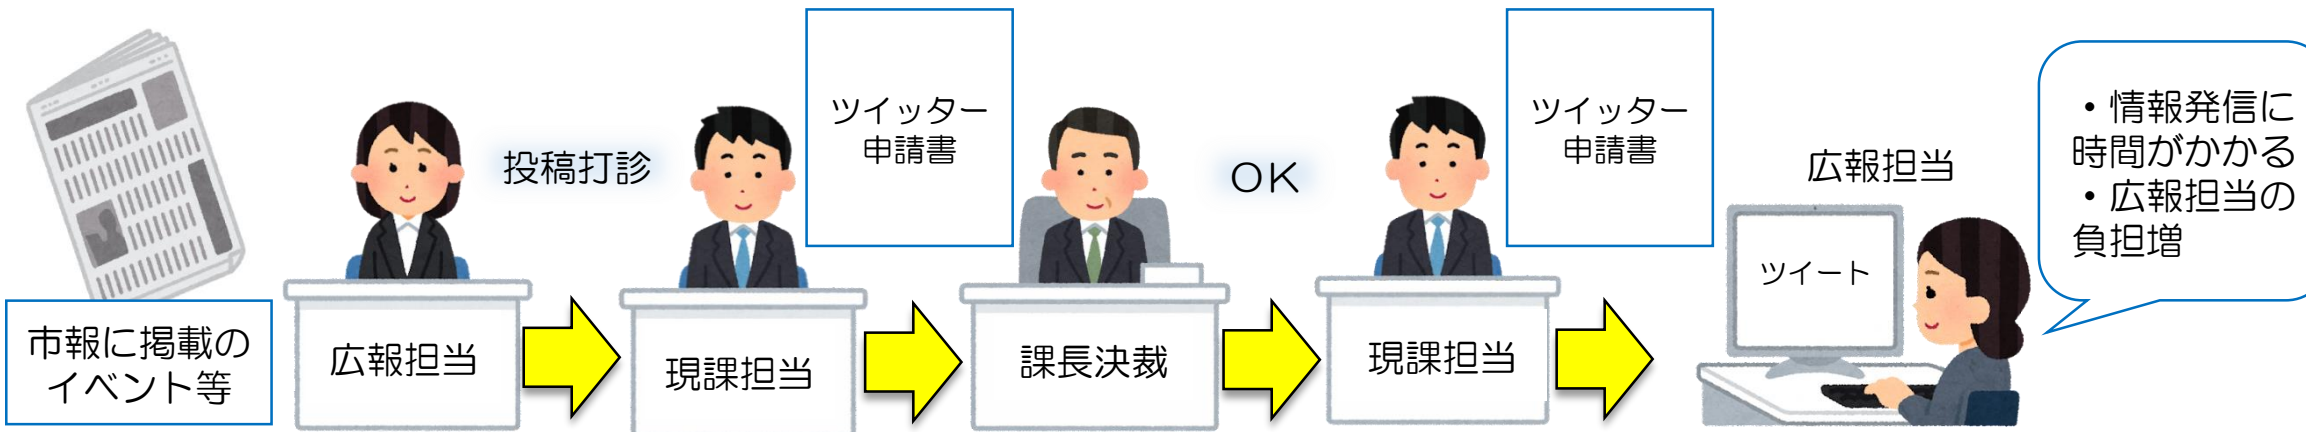 市報に掲載の
イベント等
広報担当
投稿打診
現課担当
ツイッター
申請書
課長決裁
OK
現課担当
ツイッター
申請書
広報担当
ツイート
・情報発信に
時間がかかる
・広報担当の
負担増